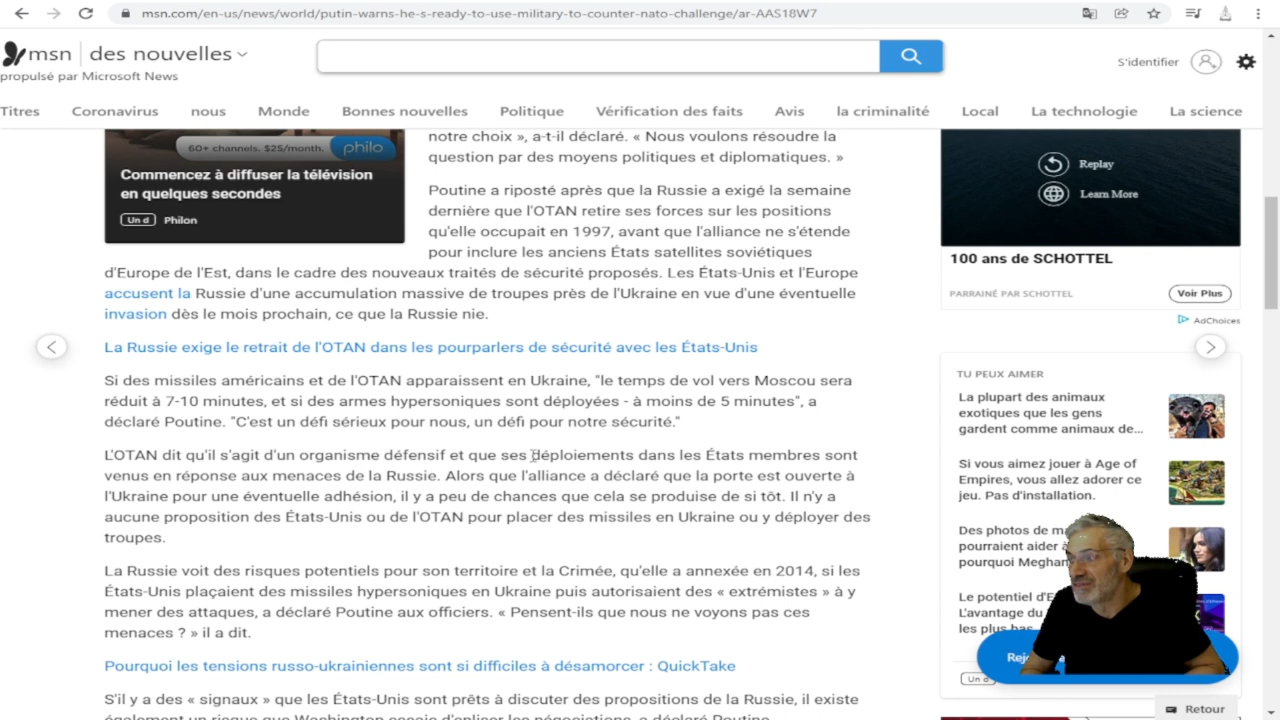 msn.com/en-us/news/world/putin-warns-he-s-ready-to-use-military-to-counter-nato-challenge/ar-AAS18W7
msn des nouvelles
propulsé par Microsoft News
S'identifier
Titres Coronavirus nous Monde Bonnes nouvelles Politique Vérification des faits Avis la criminalité Local La technologie La science
60+ channels. $25/month. philo
Commencez à diffuser la télévision
en quelques secondes
Un d Philon
notre choix », a-t-il déclaré. « Nous voulons résoudre la
question par des moyens politiques et diplomatiques. »
Poutine a riposté après que la Russie a exigé la semaine
dernière que l'OTAN retire ses forces sur les positions
qu'elle occupait en 1997, avant que l'alliance ne s'étende
pour inclure les anciens États satellites soviétiques
d'Europe de l'Est, dans le cadre des nouveaux traités de sécurité proposés. Les États-Unis et l'Europe
accusent la Russie d'une accumulation massive de troupes près de l'Ukraine en vue d'une éventuelle
invasion dès le mois prochain, ce que la Russie nie.
La Russie exige le retrait de l'OTAN dans les pourparlers de sécurité avec les États-Unis
Si des missiles américains et de l'OTAN apparaissent en Ukraine, "le temps de vol vers Moscou sera
réduit à 7-10 minutes, et si des armes hypersoniques sont déployées - à moins de 5 minutes", a
déclaré Poutine. "C'est un défi sérieux pour nous, un défi pour notre sécurité."
L'OTAN dit qu'il s'agit d'un organisme défensif et que ses déploiements dans les États membres sont
venus en réponse aux menaces de la Russie. Alors que l'alliance a déclaré que la porte est ouverte à
l'Ukraine pour une éventuelle adhésion, il y a peu de chances que cela se produise de si tôt. Il n'y a
aucune proposition des États-Unis ou de l'OTAN pour placer des missiles en Ukraine ou y déployer des
troupes.
La Russie voit des risques potentiels pour son territoire et la Crimée, qu'elle a annexée en 2014, si les
États-Unis plaçaient des missiles hypersoniques en Ukraine puis autorisaient des « extrémistes » à y
mener des attaques, a déclaré Poutine aux officiers. « Pensent-ils que nous ne voyons pas ces
menaces ? » il a dit.
Pourquoi les tensions russo-ukrainiennes sont si difficiles à désamorcer : QuickTake
S'il y a des « signaux » que les États-Unis sont prêts à discuter des propositions de la Russie, il existe
également un risque que Washington essaie d'enliser les négociations, a déclaré Poutine
Replay
Learn More
100 ans de SCHOTTEL
PARRAINÉ PAR SCHOTTEL Voir Plus
AdChoices
TU PEUX AIMER
La plupart des animaux
exotiques que les gens
gardent comme animaux de...
Si vous aimez jouer à Age of
Empires, vous allez adorer ce
jeu. Pas d'installation.
Des photos de
pourraient aider
pourquoi Meghan
Le potentiel
L'avantage du
les plus bas
Un d
Retour